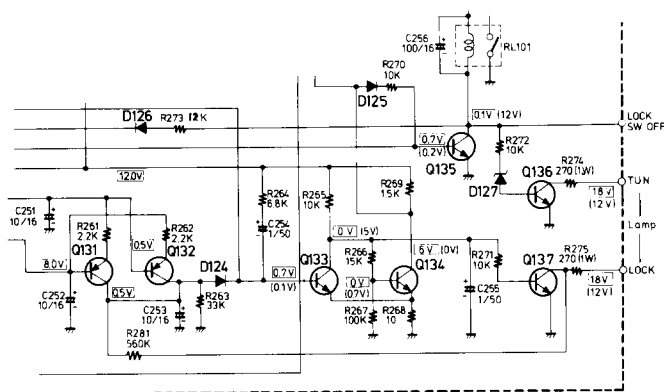 C256
100/16
RL101
R270
10K
D125
D126
R273 12K
0.1V (12V)
LOCK
SW OFF
0.7V
(0.2V)
Q135
R272
10K
D127
Q136
R274
270 (1W)
TUN
18V
(12V)
Lamp
12.0V
R264
6.8K
R265
10K
R269
1.5K
C254
1/50
C251
10/16
R261
2.2K
R262
2.2K
Q131
Q132
0.5V
8.0V
D124
0.7V
(0.1V)
Q133
0V (5V)
R266
15K
Q134
6V (0V)
0V
(0.7V)
R271
10K
Q137
R275
270 (1W)
LOCK
18V
(12V)
C252
10/16
0.5V
C253
10/16
R263
33K
R267
100K
R268
10
C255
1/50
R281
560K